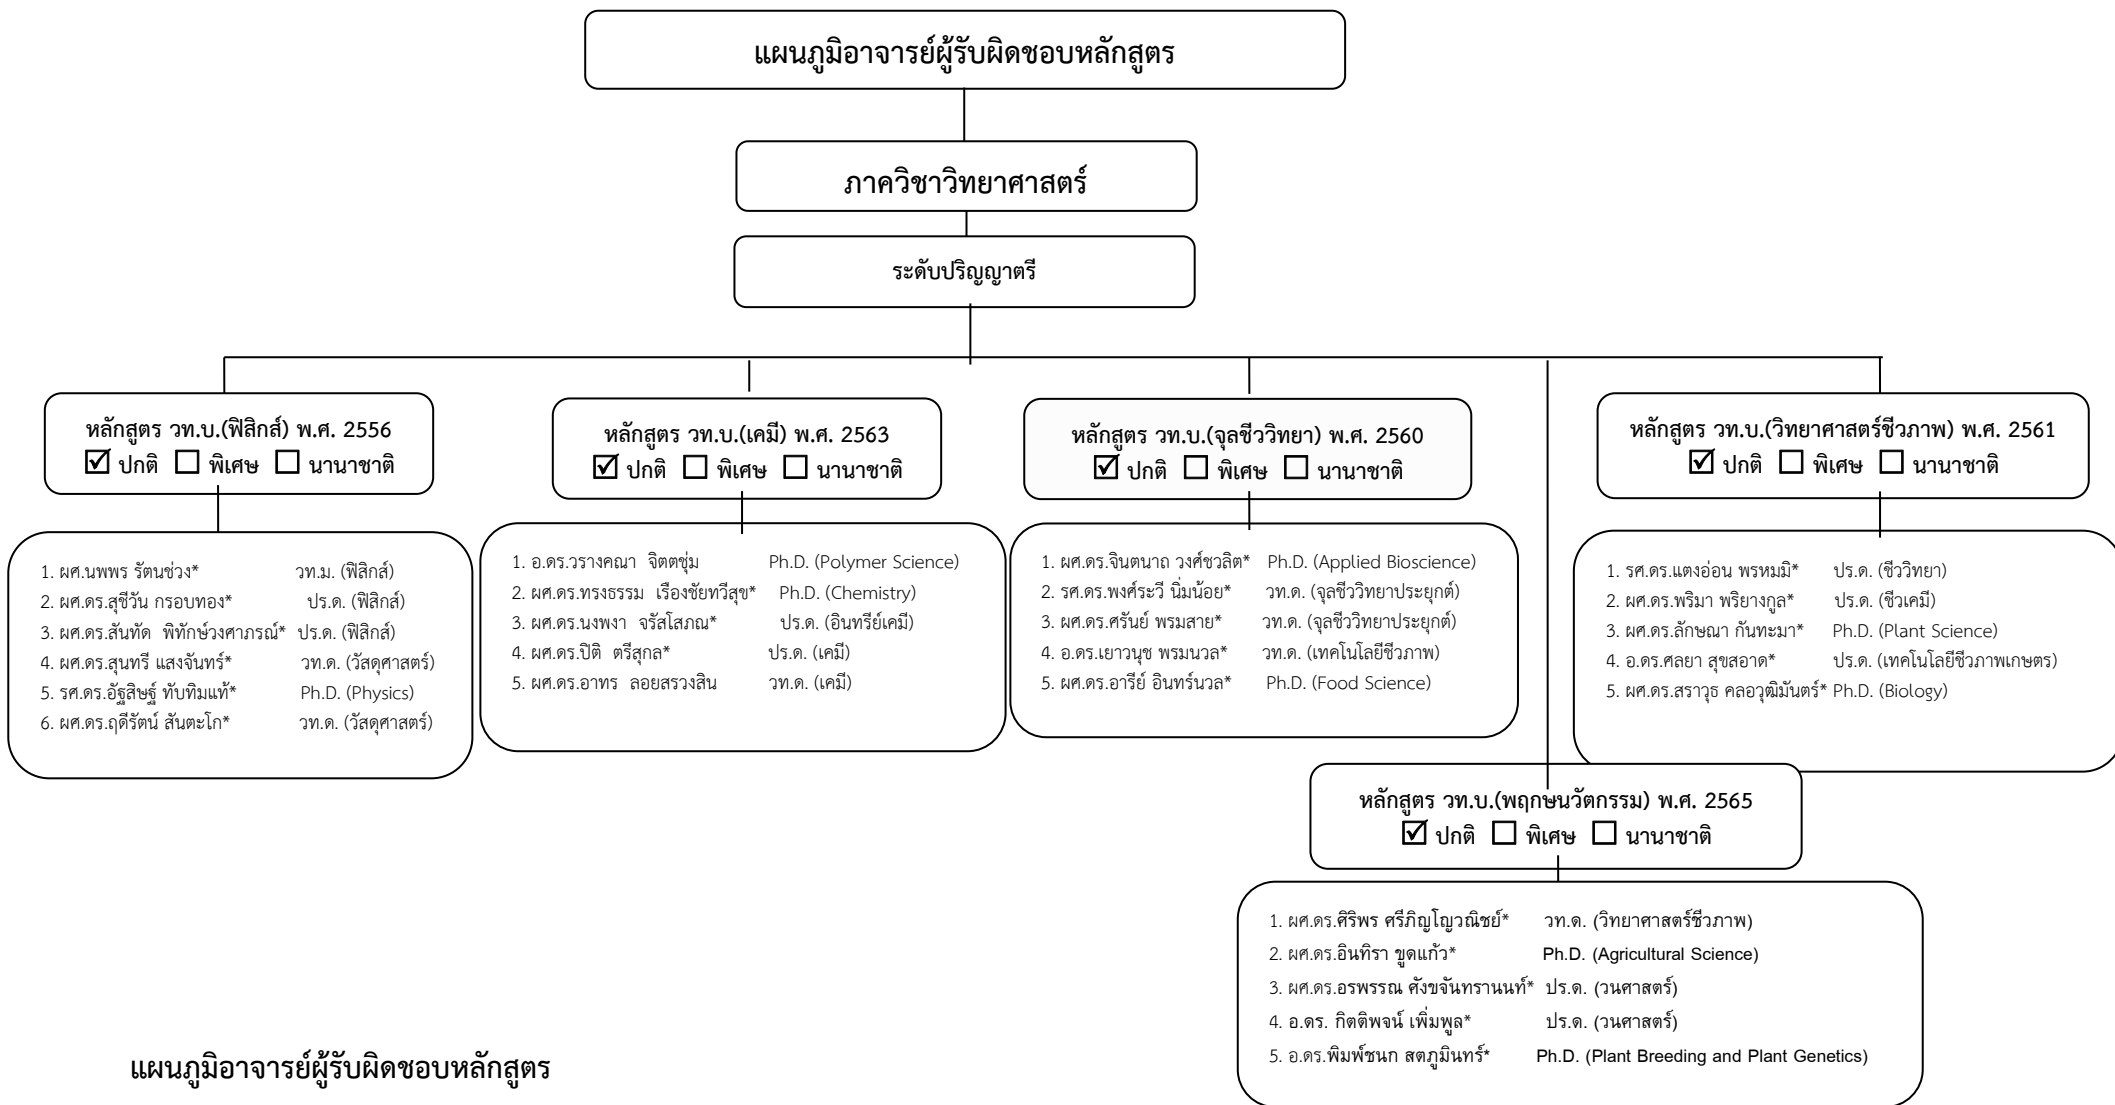 แผนภูมิอาจารย์ผู้รับผิดชอบหลักสูตร
ภาควิชาวิทยาศาสตร์
ระดับปริญญาตรี
หลักสูตร วท.บ.(ฟิสิกส์) พ.ศ. 2556
☑ ปกติ ☐ พิเศษ ☐ นานาชาติ
1. ผศ.นพพร รัตนช่วง* วท.ม. (ฟิสิกส์)
2. ผศ.ดร.สุชีวัน กรอบทอง* ปร.ด. (ฟิสิกส์)
3. ผศ.ดร.สันทัด พิทักษ์วงศาภรณ์* ปร.ด. (ฟิสิกส์)
4. ผศ.ดร.สุนทรี แสงจันทร์* วท.ด. (วัสดุศาสตร์)
5. รศ.ดร.อัฐสิษฐ์ ทับทิมแท้* Ph.D. (Physics)
6. ผศ.ดร.ฤดีรัตน์ สันตะโก* วท.ด. (วัสดุศาสตร์)
หลักสูตร วท.บ.(เคมี) พ.ศ. 2563
☑ ปกติ ☐ พิเศษ ☐ นานาชาติ
1. อ.ดร.วรางคณา จิตตชุ่ม Ph.D. (Polymer Science)
2. ผศ.ดร.ทรงธรรม เรืองชัยทวีสุข* Ph.D. (Chemistry)
3. ผศ.ดร.นงพงา จรัสโสภณ* ปร.ด. (อินทรีย์เคมี)
4. ผศ.ดร.ปิติ ตรีสุกล* ปร.ด. (เคมี)
5. ผศ.ดร.อาทร ลอยสรวงสิน วท.ด. (เคมี)
หลักสูตร วท.บ.(จุลชีววิทยา) พ.ศ. 2560
☑ ปกติ ☐ พิเศษ ☐ นานาชาติ
1. ผศ.ดร.จินตนาถ วงศ์ชวลิต* Ph.D. (Applied Bioscience)
2. รศ.ดร.พงศ์ระวี นิ่มน้อย* วท.ด. (จุลชีววิทยาประยุกต์)
3. ผศ.ดร.ศรันย์ พรมสาย* วท.ด. (จุลชีววิทยาประยุกต์)
4. อ.ดร.เยาวนุช พรมนวล* วท.ด. (เทคโนโลยีชีวภาพ)
5. ผศ.ดร.อารีย์ อินทร์นวล* Ph.D. (Food Science)
หลักสูตร วท.บ.(วิทยาศาสตร์ชีวภาพ) พ.ศ. 2561
☑ ปกติ ☐ พิเศษ ☐ นานาชาติ
1. รศ.ดร.แตงอ่อน พรหมมิ* ปร.ด. (ชีววิทยา)
2. ผศ.ดร.พริมา พริยางกูล* ปร.ด. (ชีวเคมี)
3. ผศ.ดร.ลักษณา กันทะมา* Ph.D. (Plant Science)
4. อ.ดร.ศลยา สุขสอาด* ปร.ด. (เทคโนโลยีชีวภาพเกษตร)
5. ผศ.ดร.สราวุธ คลอวุฒิมันตร์* Ph.D. (Biology)
หลักสูตร วท.บ.(พฤกษนวัตกรรม) พ.ศ. 2565
☑ ปกติ ☐ พิเศษ ☐ นานาชาติ
1. ผศ.ดร.ศิริพร ศรีภิญโญวณิชย์* วท.ด. (วิทยาศาสตร์ชีวภาพ)
2. ผศ.ดร.อินทิรา ขูดแก้ว* Ph.D. (Agricultural Science)
3. ผศ.ดร.อรพรรณ ศังขจันทรานนท์* ปร.ด. (วนศาสตร์)
4. อ.ดร. กิตติพจน์ เพิ่มพูล* ปร.ด. (วนศาสตร์)
5. อ.ดร.พิมพ์ชนก สตภูมินทร์* Ph.D. (Plant Breeding and Plant Genetics)
แผนภูมิอาจารย์ผู้รับผิดชอบหลักสูตร